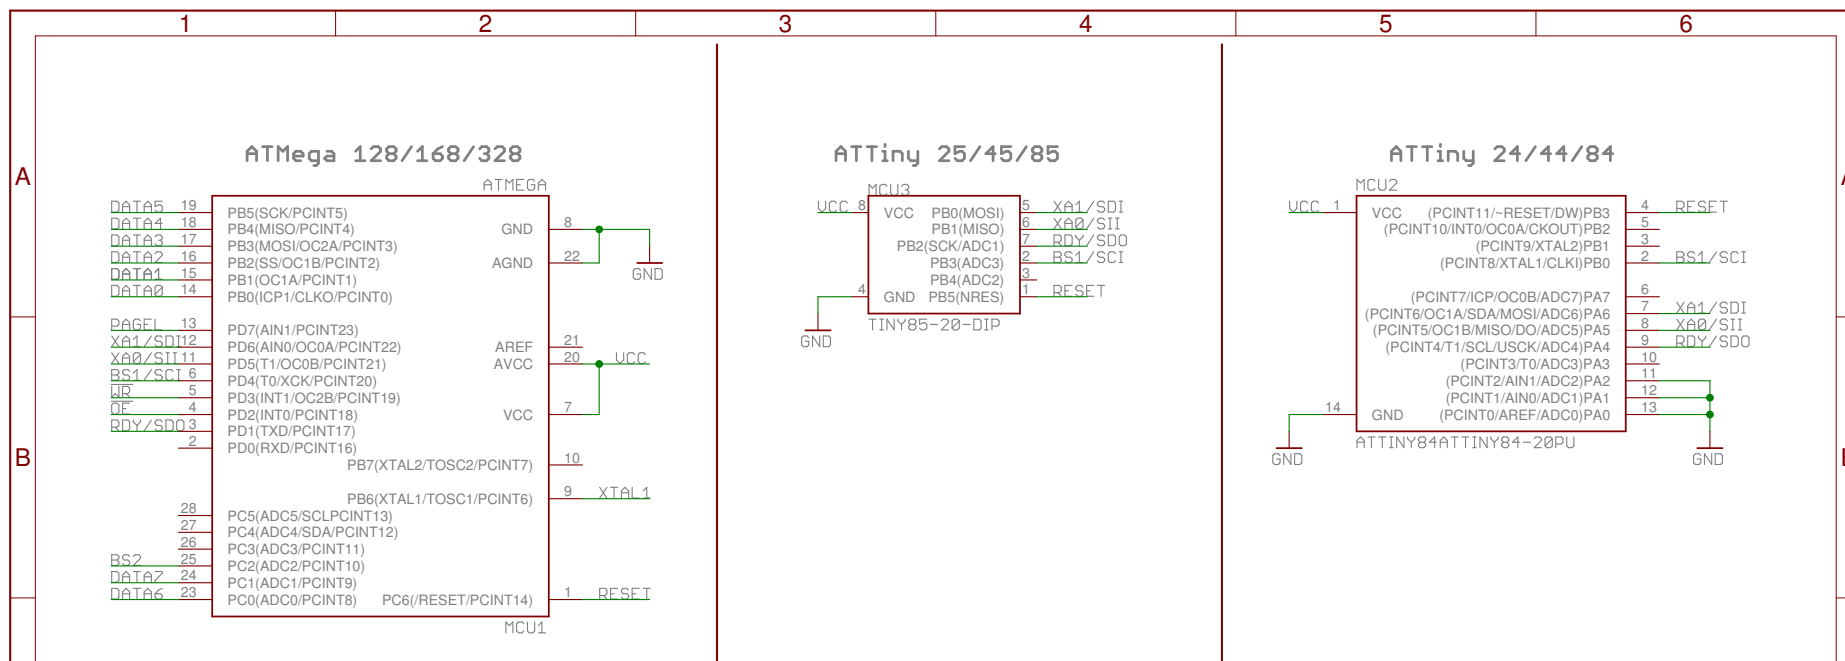 1 2 3 4 5 6
A
B
ATMega 128/168/328
ATMEGA
DATA5 19 PB5(SCK/PCINT5)
DATA4 18 PB4(MISO/PCINT4) GND 8
DATA3 17 PB3(MOSI/OC2A/PCINT3)
DATA2 16 PB2(SS/OC1B/PCINT2) AGND 22
GND
DATA1 15 PB1(OC1A/PCINT1)
DATA0 14 PB0(ICP1/CLKO/PCINT0)
PAGEL 13 PD7(AIN1/PCINT23)
XA1/SDI 12 PD6(AIN0/OC0A/PCINT22) AREF 21
XA0/SII 11 PD5(T1/OC0B/PCINT21) AVCC 20 VCC
BS1/SCI 6 PD4(T0/XCK/PCINT20)
WR 5 PD3(INT1/OC2B/PCINT19)
OE 4 PD2(INT0/PCINT18) VCC 7
RDY/SDO 3 PD1(TXD/PCINT17)
2 PD0(RXD/PCINT16)
PB7(XTAL2/TOSC2/PCINT7) 10
PB6(XTAL1/TOSC1/PCINT6) 9 XTAL1
28 PC5(ADC5/SCLPCINT13)
27 PC4(ADC4/SDA/PCINT12)
26 PC3(ADC3/PCINT11)
BS2 25 PC2(ADC2/PCINT10)
DATA7 24 PC1(ADC1/PCINT9)
DATA6 23 PC0(ADC0/PCINT8) PC6(/RESET/PCINT14) 1 RESET
MCU1
ATTiny 25/45/85
MCU3
VCC 8 VCC PB0(MOSI) 5 XA1/SDI
PB1(MISO) 6 XA0/SII
PB2(SCK/ADC1) 7 RDY/SDO
PB3(ADC3) 2 BS1/SCI
PB4(ADC2) 3
4 GND PB5(NRES) 1 RESET
TINY85-20-DIP
GND
ATTiny 24/44/84
MCU2
VCC 1 VCC (PCINT11/~RESET/DW)PB3 4 RESET
(PCINT10/INT0/OC0A/CKOUT)PB2 5
(PCINT9/XTAL2)PB1 3
(PCINT8/XTAL1/CLKI)PB0 2 BS1/SCI
(PCINT7/ICP/OC0B/ADC7)PA7 6
(PCINT6/OC1A/SDA/MOSI/ADC6)PA6 7 XA1/SDI
(PCINT5/OC1B/MISO/DO/ADC5)PA5 8 XA0/SII
(PCINT4/T1/SCL/USCK/ADC4)PA4 9 RDY/SDO
(PCINT3/T0/ADC3)PA3 10
(PCINT2/AIN1/ADC2)PA2 11
(PCINT1/AIN0/ADC1)PA1 12
14 GND (PCINT0/AREF/ADC0)PA0 13
ATTINY84ATTINY84-20PU
GND GND